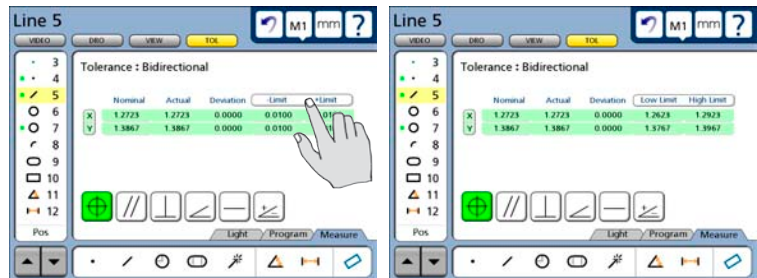 Line 5
M1 mm ?
VIDEO DRO VIEW TOL
Tolerance : Bidirectional
Nominal Actual Deviation -Limit +Limit
X 1.2723 1.2723 0.0000 0.0100
Y 1.3867 1.3867 0.0000 0.0100
3
4
5
6
7
8
9
10
11
12
Pos
Light Program Measure
Line 5
M1 mm ?
VIDEO DRO VIEW TOL
Tolerance : Bidirectional
Nominal Actual Deviation Low Limit High Limit
X 1.2723 1.2723 0.0000 1.2623 1.2923
Y 1.3867 1.3867 0.0000 1.3767 1.3967
3
4
5
6
7
8
9
10
11
12
Pos
Light Program Measure